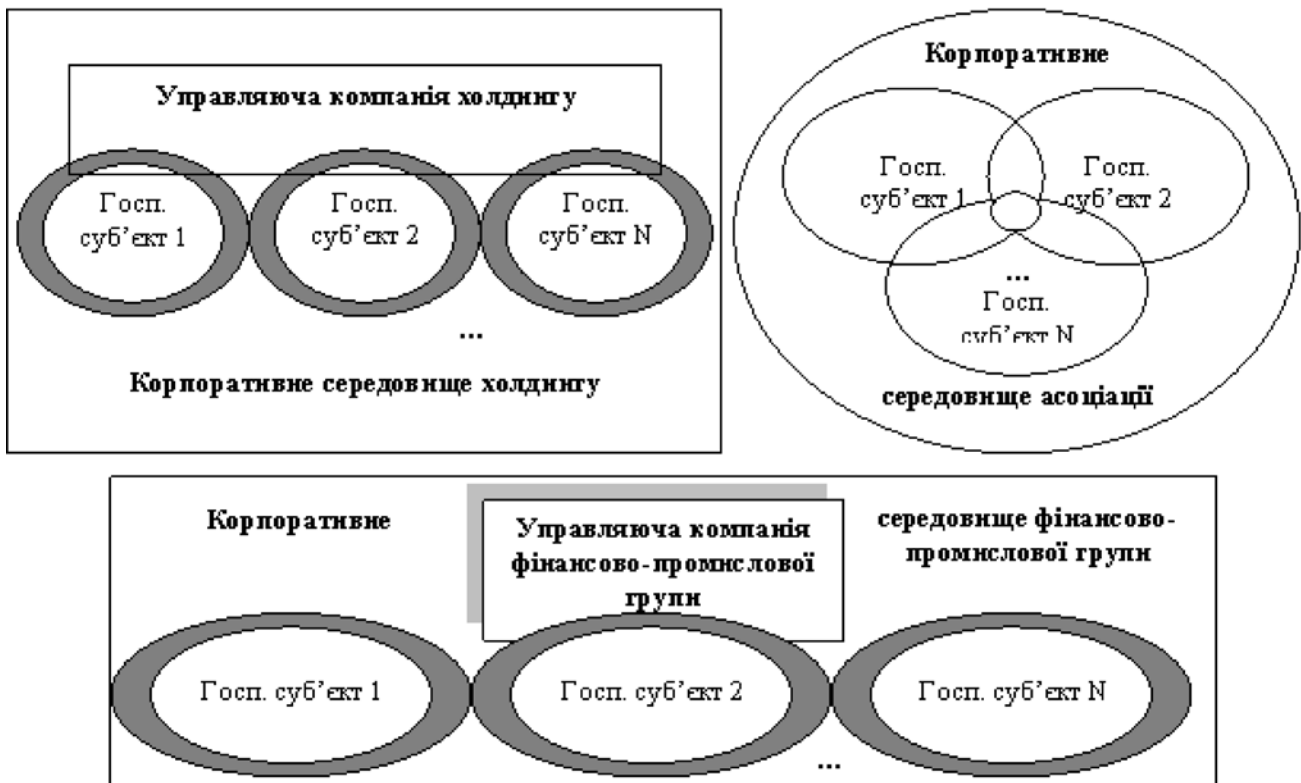 Управляюча компанія холдингу
Госп.
суб’єкт 1
Госп.
суб’єкт 2
Госп.
суб’єкт N
...
Корпоративне середовище холдингу
Корпоративне
Госп.
суб’єкт 1
Госп.
суб’єкт 2
...
Госп.
суб’єкт N
середовище асоціації
Корпоративне
Управляюча компанія
фінансово-промислової
групи
середовище фінансово-
промислової групи
Госп. суб’єкт 1
Госп. суб’єкт 2
Госп. суб’єкт N
...